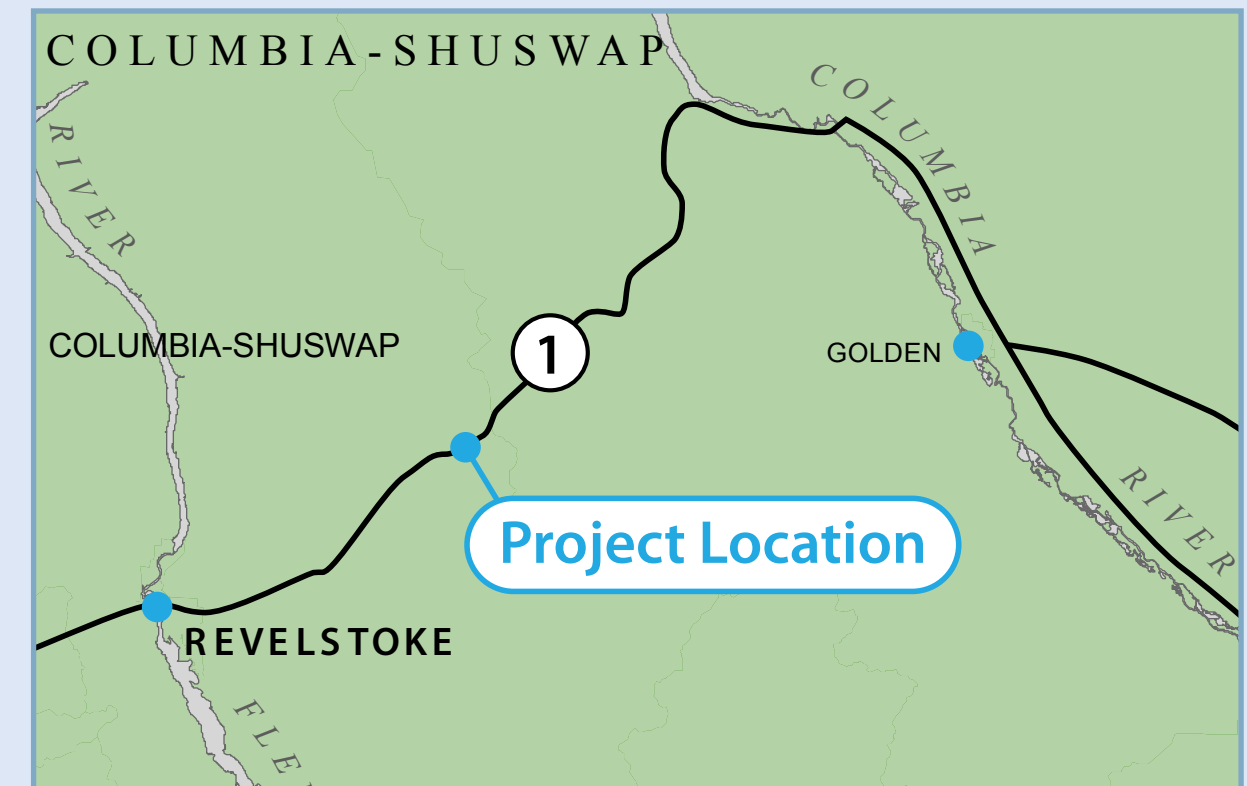 COLUMBIA-SHUSWAP
COLUMBIA
RIVER
COLUMBIA-SHUSWAP
1
GOLDEN
Project Location
RIVER
REVELSTOKE